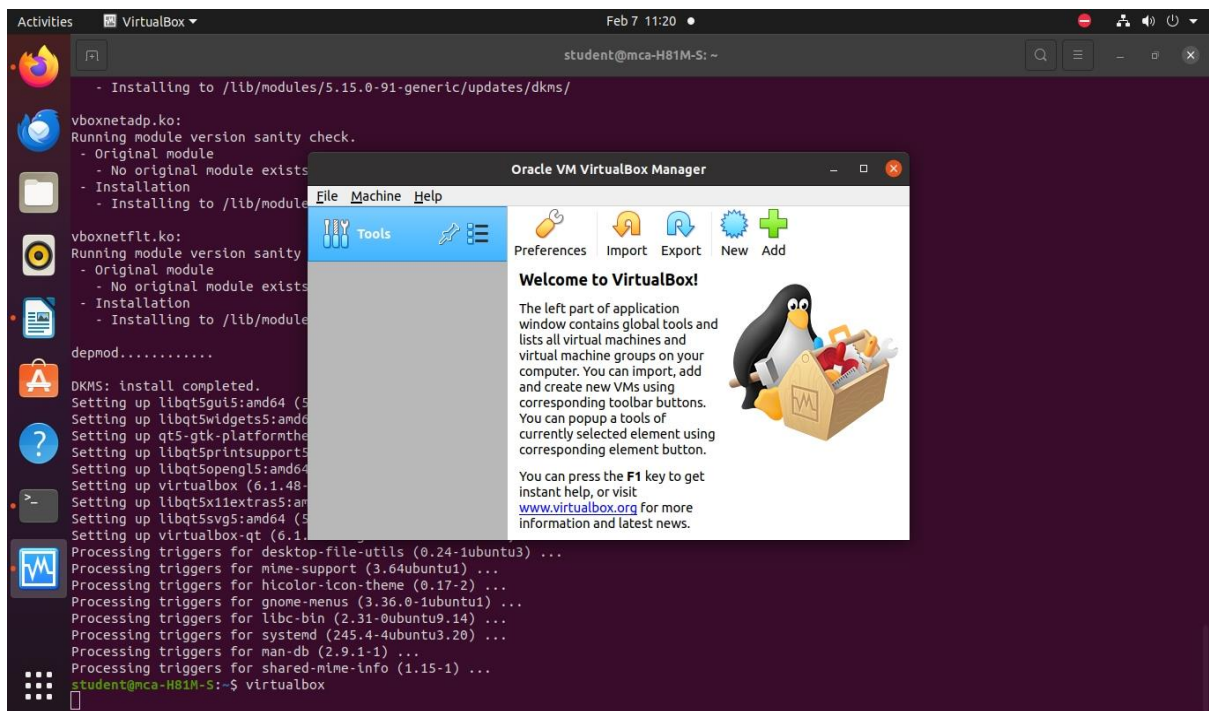 Activities VirtualBox Feb 7 11:20
student@mca-H81M-S: ~
- Installing to /lib/modules/5.15.0-91-generic/updates/dkms/
vboxnetadp.ko:
Running module version sanity check.
- Original module
- No original module exists
- Installation
- Installing to /lib/module
vboxnetflt.ko:
Running module version sanity
- Original module
- No original module exists
- Installation
- Installing to /lib/module
depmod............
DKMS: install completed.
Setting up libqt5gui5:amd64 (5
Setting up libqt5widgets5:amd6
Setting up qt5-gtk-platformthe
Setting up libqt5printsupport5
Setting up libqt5opengl5:amd64
Setting up virtualbox (6.1.48-
Setting up libqt5x11extras5:am
Setting up libqt5svg5:amd64 (5
Setting up virtualbox-qt (6.1.
Processing triggers for desktop-file-utils (0.24-1ubuntu3) ...
Processing triggers for mime-support (3.64ubuntu1) ...
Processing triggers for hicolor-icon-theme (0.17-2) ...
Processing triggers for gnome-menus (3.36.0-1ubuntu1) ...
Processing triggers for libc-bin (2.31-0ubuntu9.14) ...
Processing triggers for systemd (245.4-4ubuntu3.20) ...
Processing triggers for man-db (2.9.1-1) ...
Processing triggers for shared-mime-info (1.15-1) ...
student@mca-H81M-S:~$ virtualbox
Oracle VM VirtualBox Manager
File Machine Help
Tools
Preferences Import Export New Add
Welcome to VirtualBox!
The left part of application
window contains global tools and
lists all virtual machines and
virtual machine groups on your
computer. You can import, add
and create new VMs using
corresponding toolbar buttons.
You can popup a tools of
currently selected element using
corresponding element button.
You can press the F1 key to get
instant help, or visit
www.virtualbox.org for more
information and latest news.